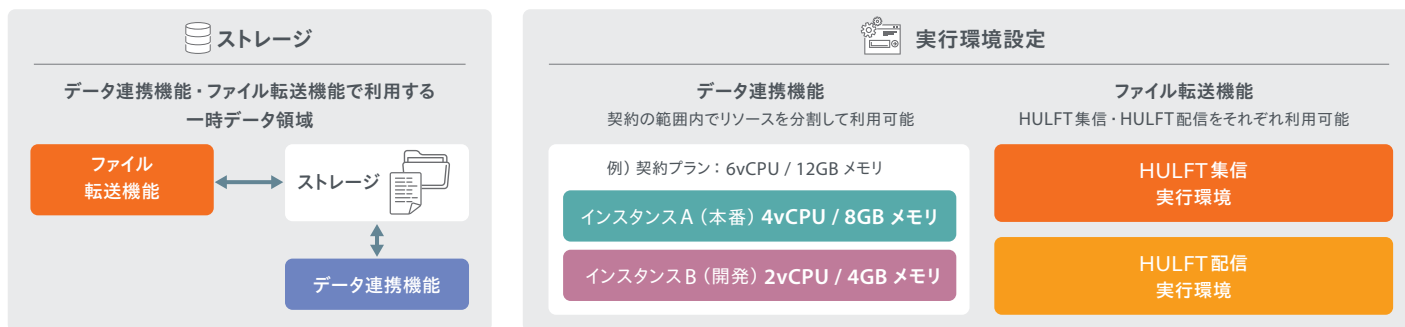 ストレージ
データ連携機能・ファイル転送機能で利用する
一時データ領域
ファイル
転送機能
ストレージ
データ連携機能
実行環境設定
データ連携機能
契約の範囲内でリソースを分割して利用可能
例）契約プラン：6vCPU / 12GB メモリ
インスタンスA（本番）4vCPU / 8GB メモリ
インスタンスB（開発）2vCPU / 4GB メモリ
ファイル転送機能
HULFT集信・HULFT配信をそれぞれ利用可能
HULFT集信
実行環境
HULFT配信
実行環境